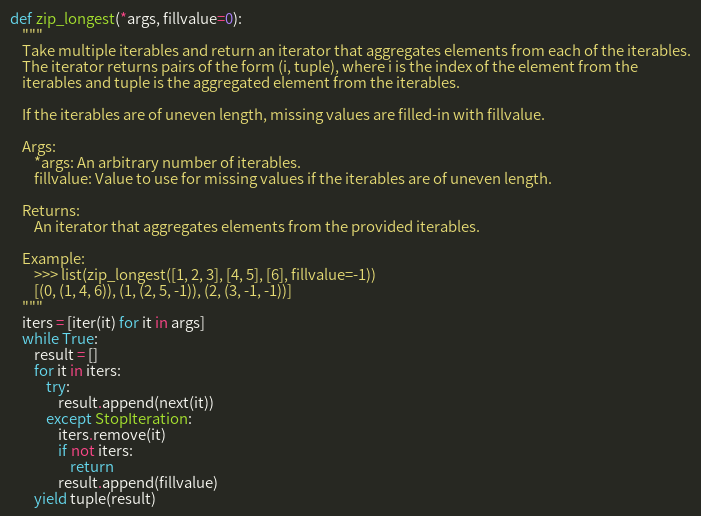 def zip_longest(*args, fillvalue=0):
    """
    Take multiple iterables and return an iterator that aggregates elements from each of the iterables.
    The iterator returns pairs of the form (i, tuple), where i is the index of the element from the
    iterables and tuple is the aggregated element from the iterables.

    If the iterables are of uneven length, missing values are filled-in with fillvalue.

    Args:
        *args: An arbitrary number of iterables.
        fillvalue: Value to use for missing values if the iterables are of uneven length.

    Returns:
        An iterator that aggregates elements from the provided iterables.

    Example:
        >>> list(zip_longest([1, 2, 3], [4, 5], [6], fillvalue=-1))
        [(0, (1, 4, 6)), (1, (2, 5, -1)), (2, (3, -1, -1))]
    """
    iters = [iter(it) for it in args]
    while True:
        result = []
        for it in iters:
            try:
                result.append(next(it))
            except StopIteration:
                iters.remove(it)
                if not iters:
                    return
                result.append(fillvalue)
        yield tuple(result)